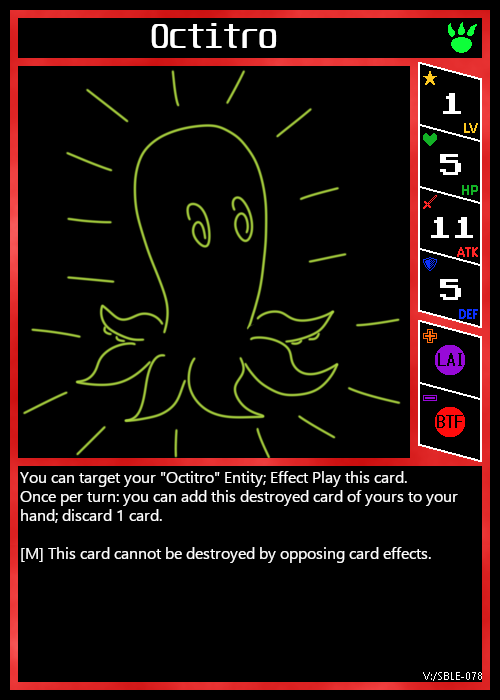 Octitro
1
LV
5
HP
11
ATK
5
DEF
LAI
BTF
You can target your "Octitro" Entity; Effect Play this card.
Once per turn: you can add this destroyed card of yours to your
hand; discard 1 card.
[M] This card cannot be destroyed by opposing card effects.
V:/SBLE-078